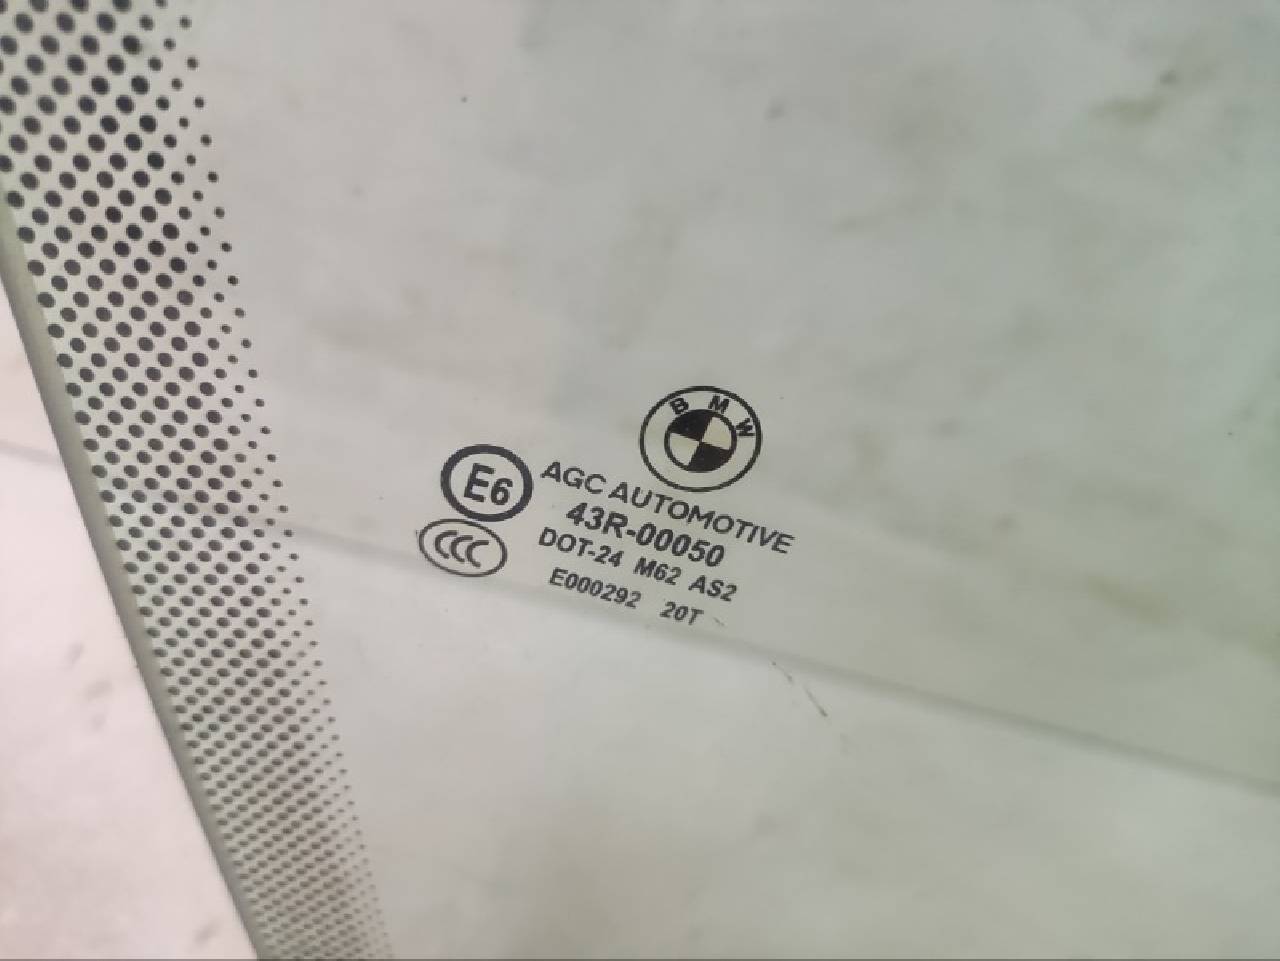 BMW
E6
AGC AUTOMOTIVE
43R-00050
CCC
DOT-24 M62 AS2
E000292 20T